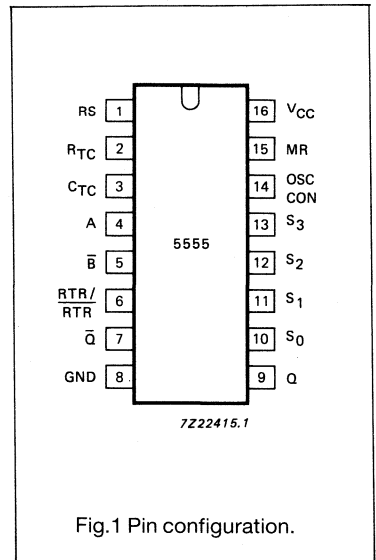 RS 1 16 VCC
RTC 2 15 MR
CTC 3 14 OSC CON
A 4 13 S3
5555
B̅ 5 12 S2
RTR/R̅T̅R̅ 6 11 S1
Q̅ 7 10 S0
GND 8 9 Q
7Z22415.1
Fig.1 Pin configuration.